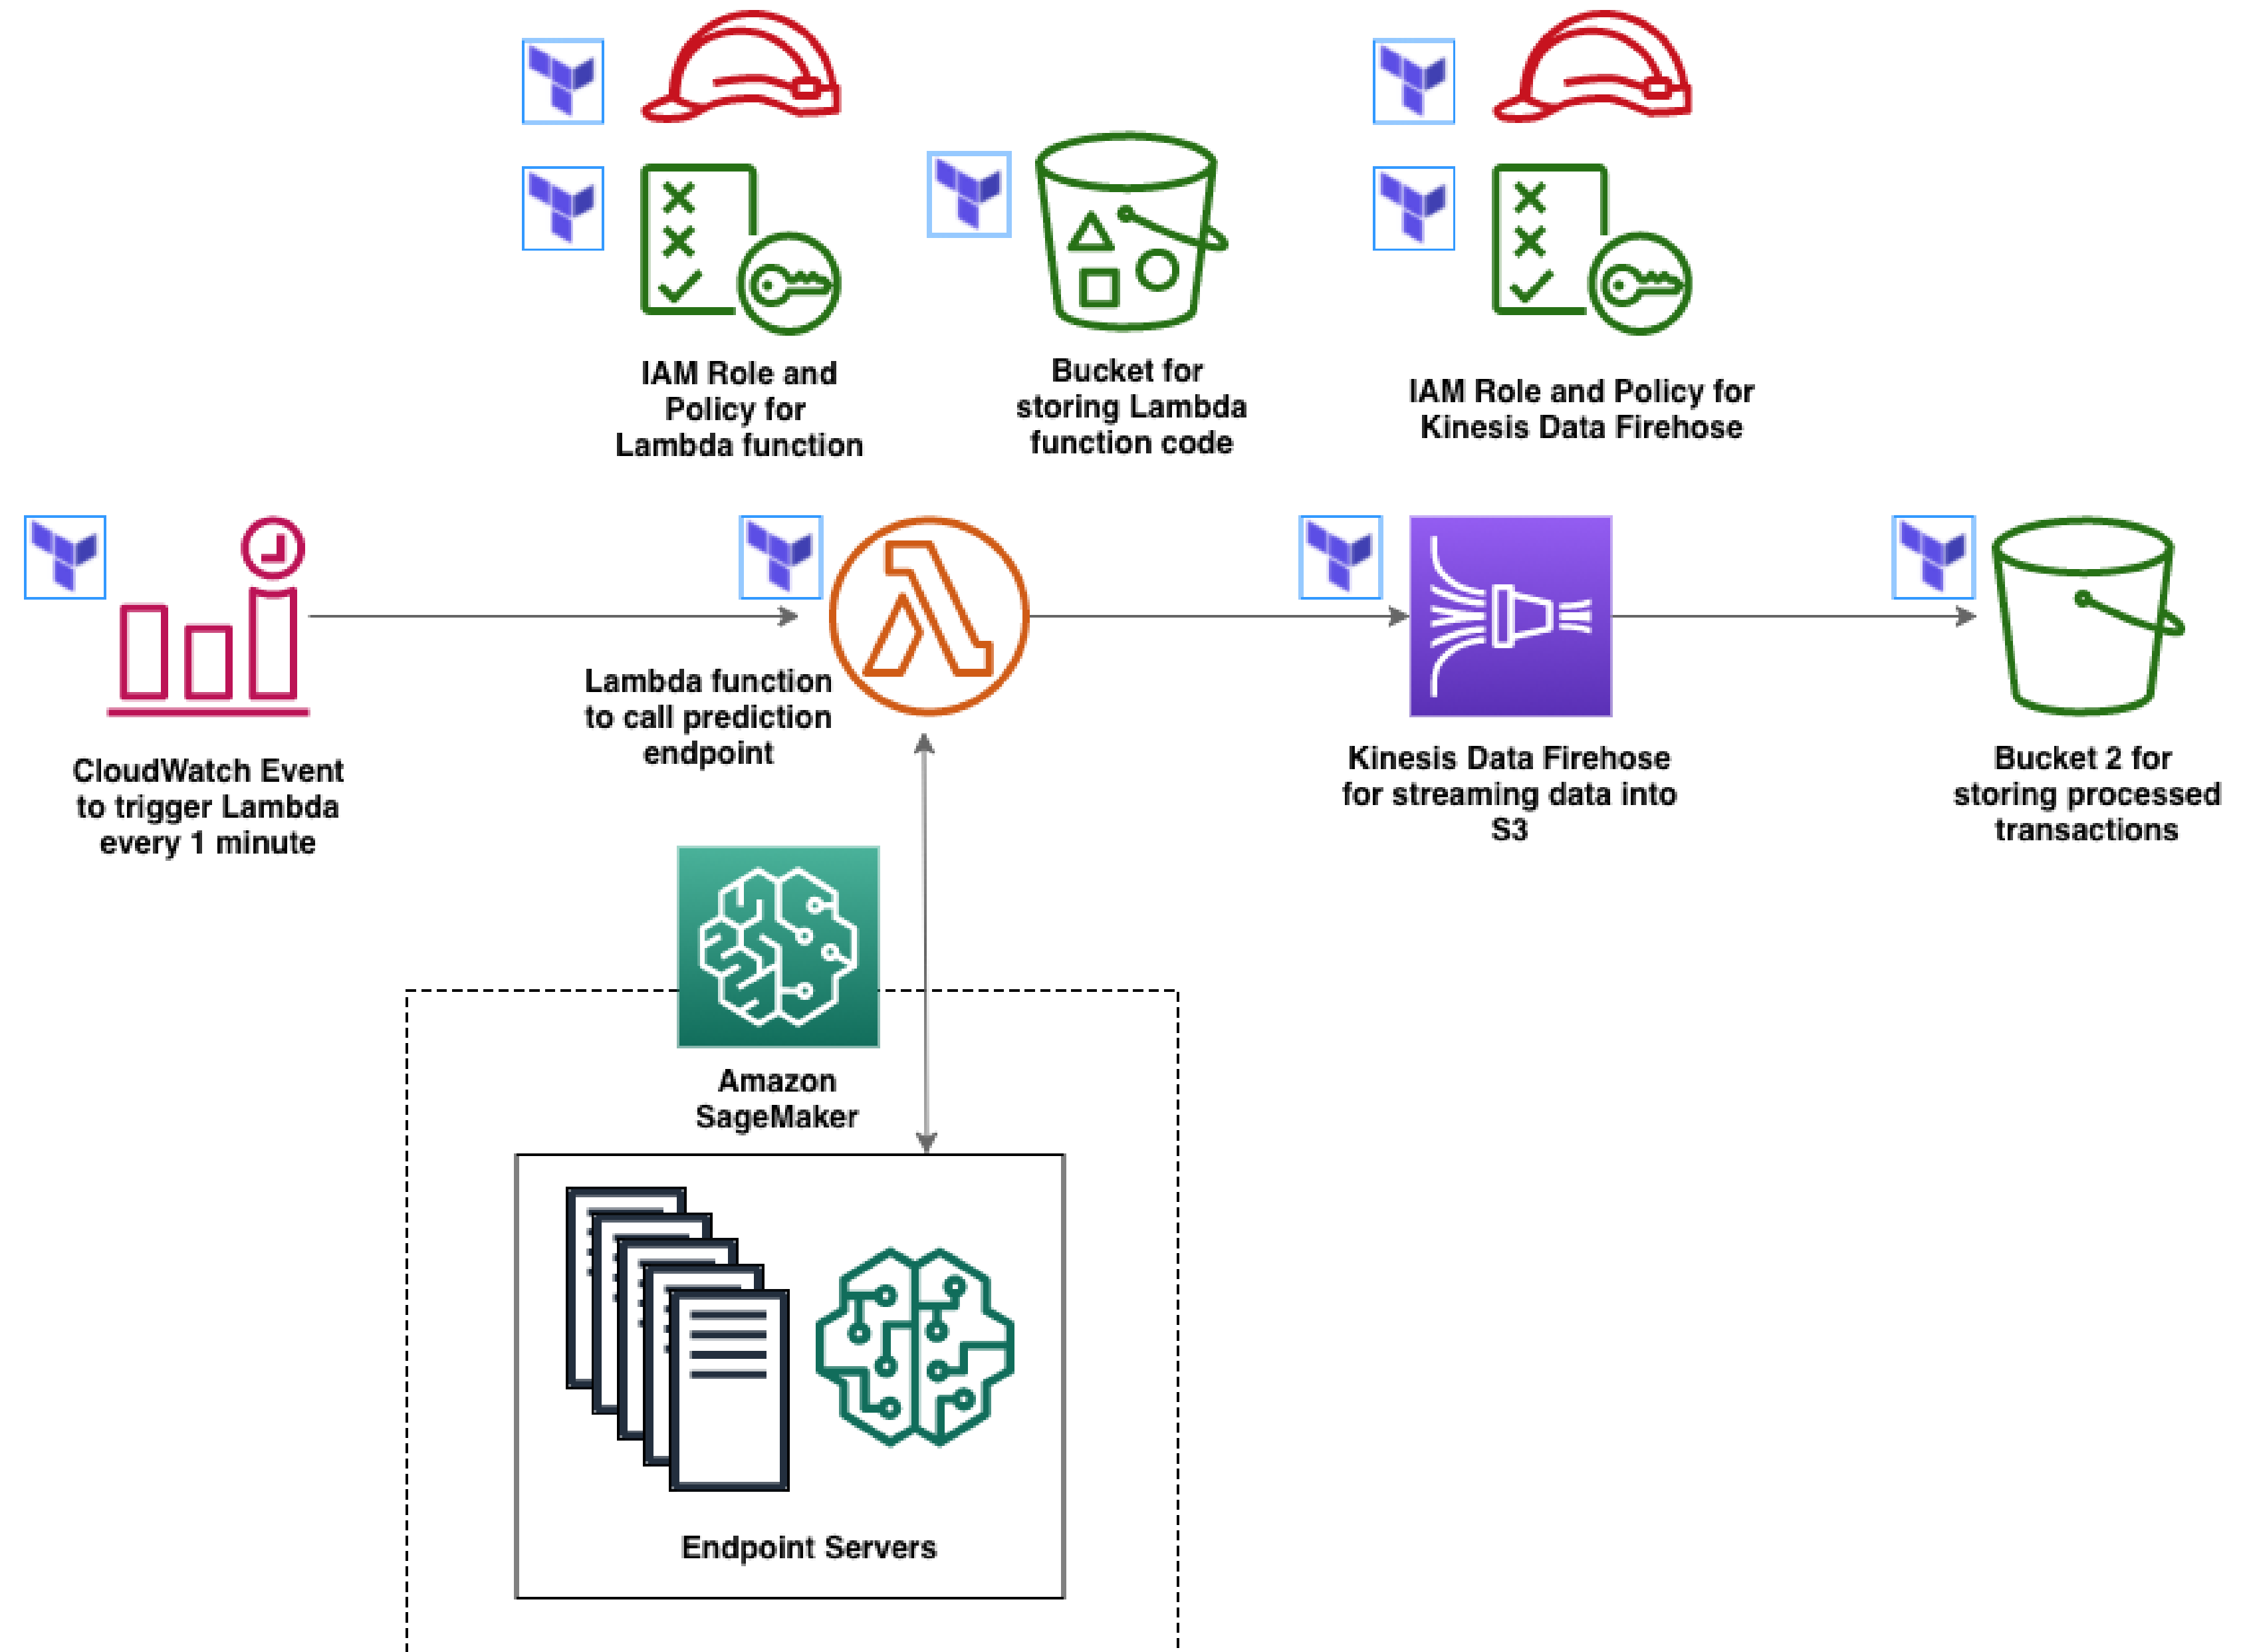 IAM Role and
Policy for
Lambda function
Bucket for
storing Lambda
function code
IAM Role and Policy for
Kinesis Data Firehose
CloudWatch Event
to trigger Lambda
every 1 minute
Lambda function
to call prediction
endpoint
Kinesis Data Firehose
for streaming data into
S3
Bucket 2 for
storing processed
transactions
Amazon
SageMaker
Endpoint Servers